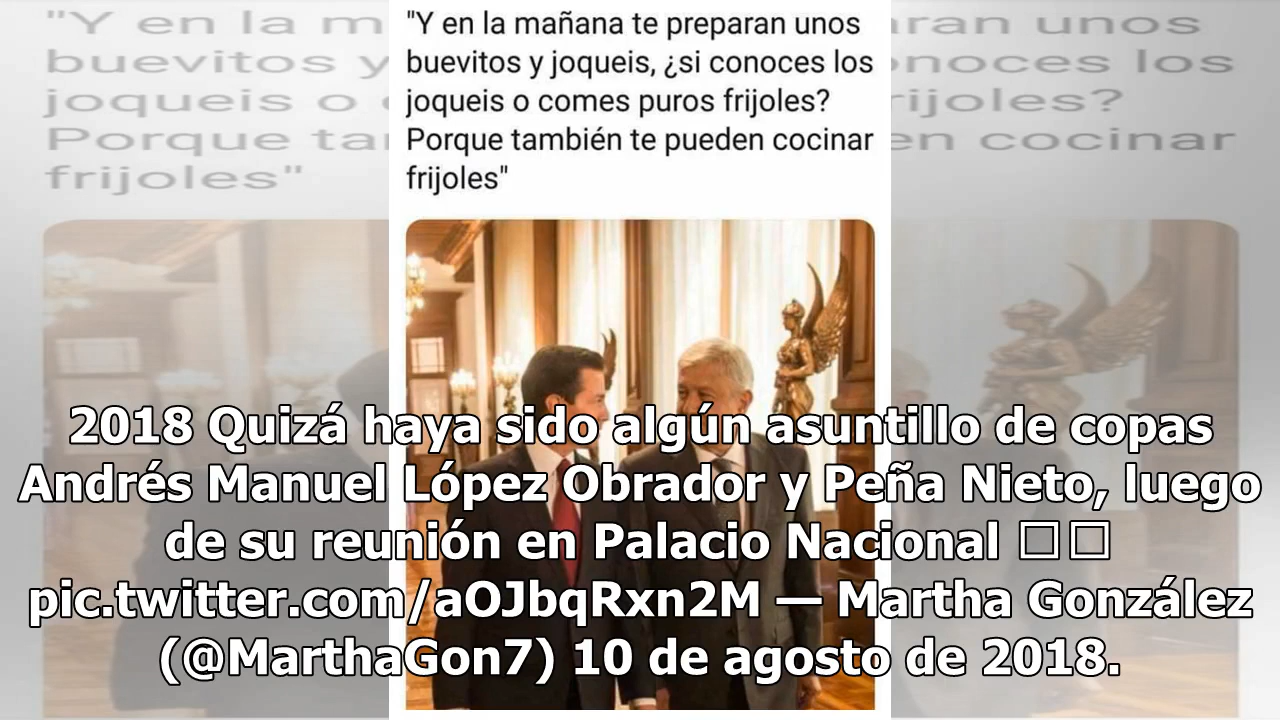 "Y en la mañana te preparan unos
buevitos y joqueis, ¿si conoces los
joqueis o comes puros frijoles?
Porque también te pueden cocinar
frijoles"
2018 Quizá haya sido algún asuntillo de copas
Andrés Manuel López Obrador y Peña Nieto, luego
de su reunión en Palacio Nacional
pic.twitter.com/aOJbqRxn2M — Martha González
(@MarthaGon7) 10 de agosto de 2018.